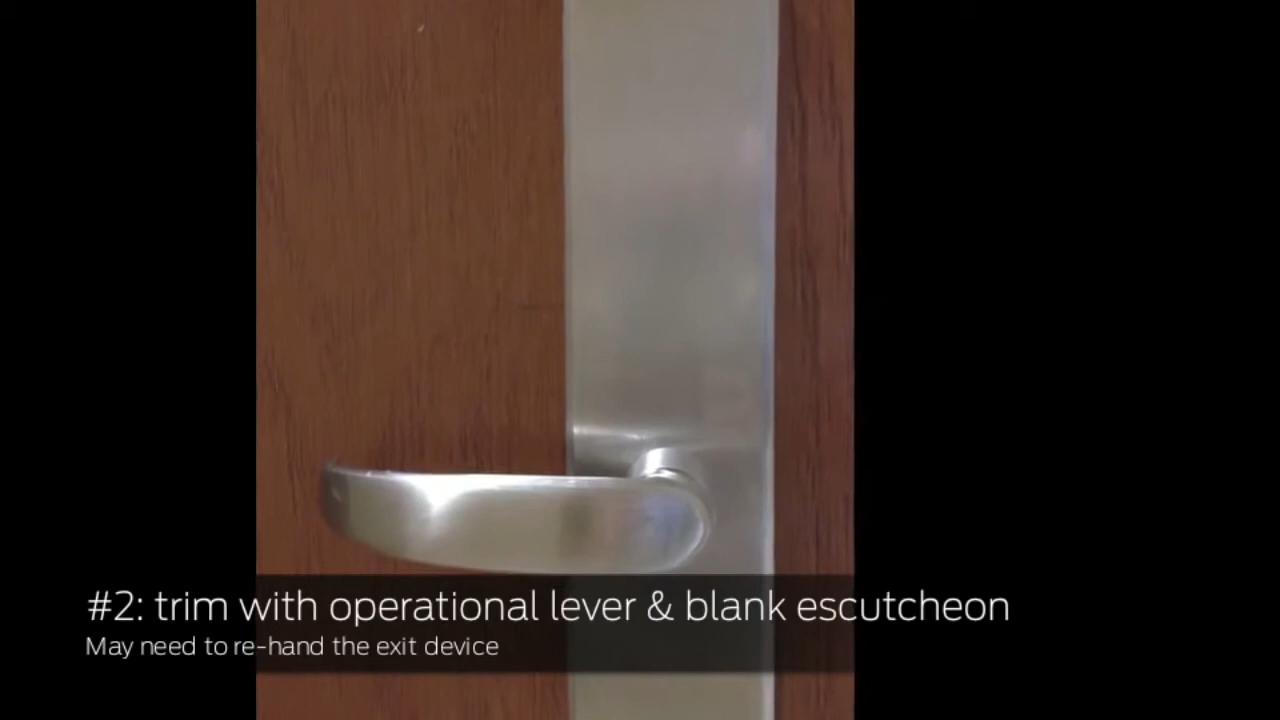 #2: trim with operational lever & blank escutcheon
May need to re-hand the exit device